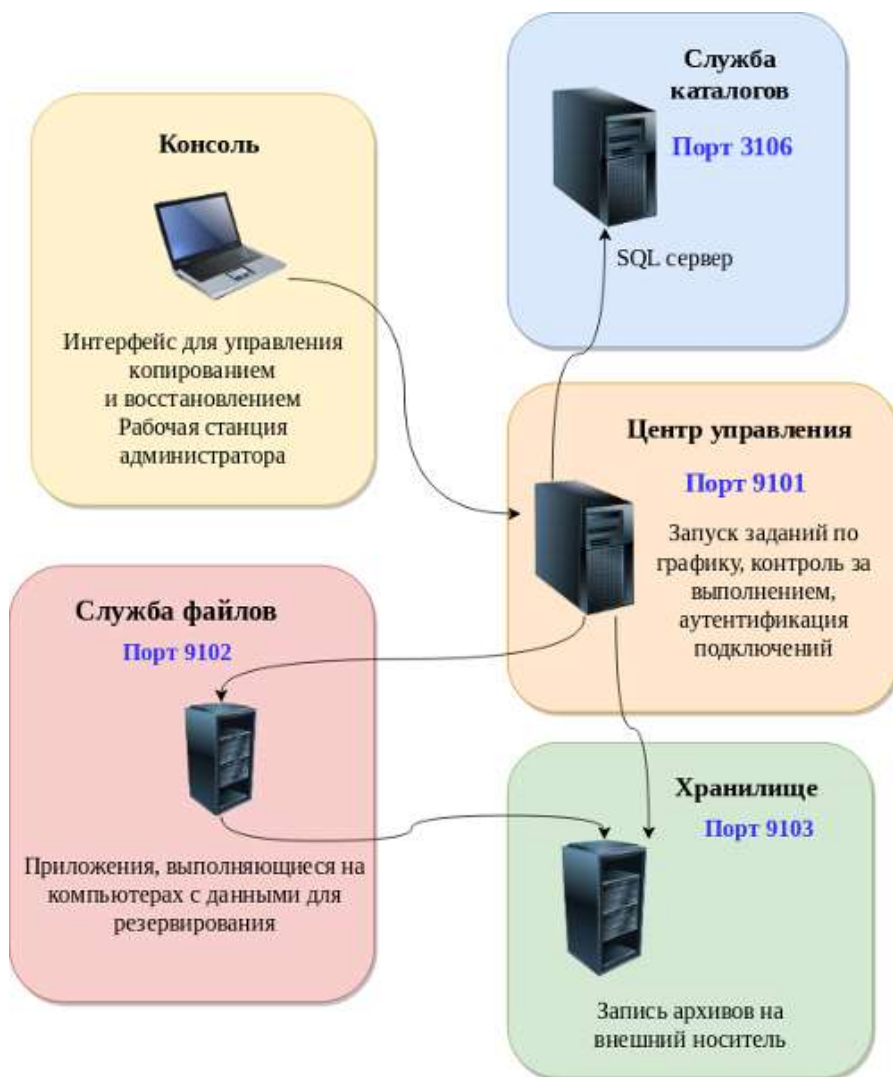 Консоль
Интерфейс для управления
копированием
и восстановлением
Рабочая станция
администратора
Служба
каталогов
Порт 3106
SQL сервер
Центр управления
Порт 9101
Запуск заданий по
графику, контроль за
выполнением,
аутентификация
подключений
Служба файлов
Порт 9102
Приложения, выполняющиеся на
компьютерах с данными для
резервирования
Хранилище
Порт 9103
Запись архивов на
внешний носитель